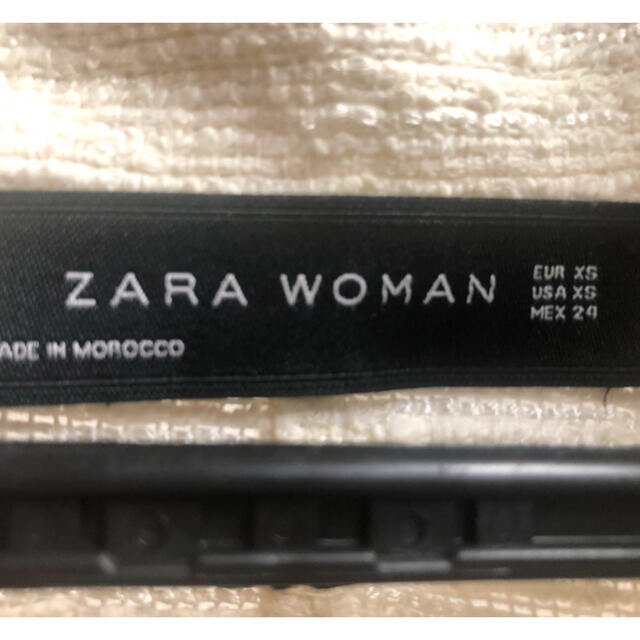 ZARA WOMAN
EUR XS
USA XS
MEX 24
ADE IN MOROCCO